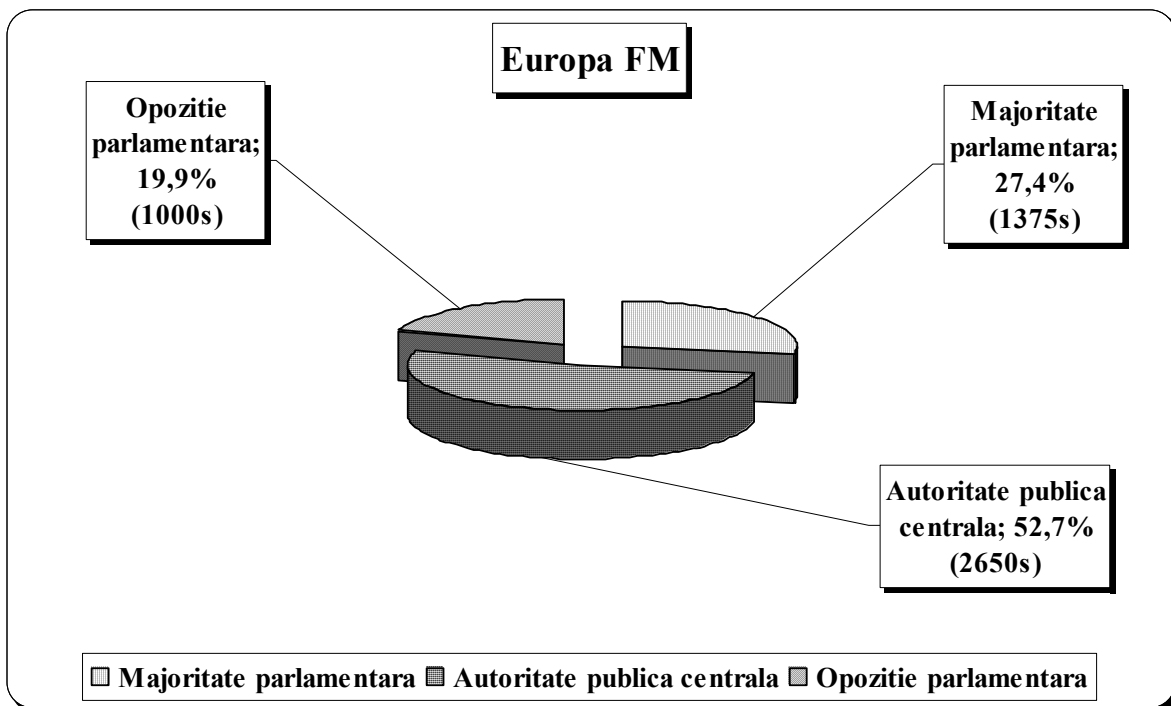 Europa FM
Opozitie
parlamentara;
19,9%
(1000s)
Majoritate
parlamentara;
27,4%
(1375s)
Autoritate publica
centrala; 52,7%
(2650s)
Majoritate parlamentara Autoritate publica centrala Opozitie parlamentara